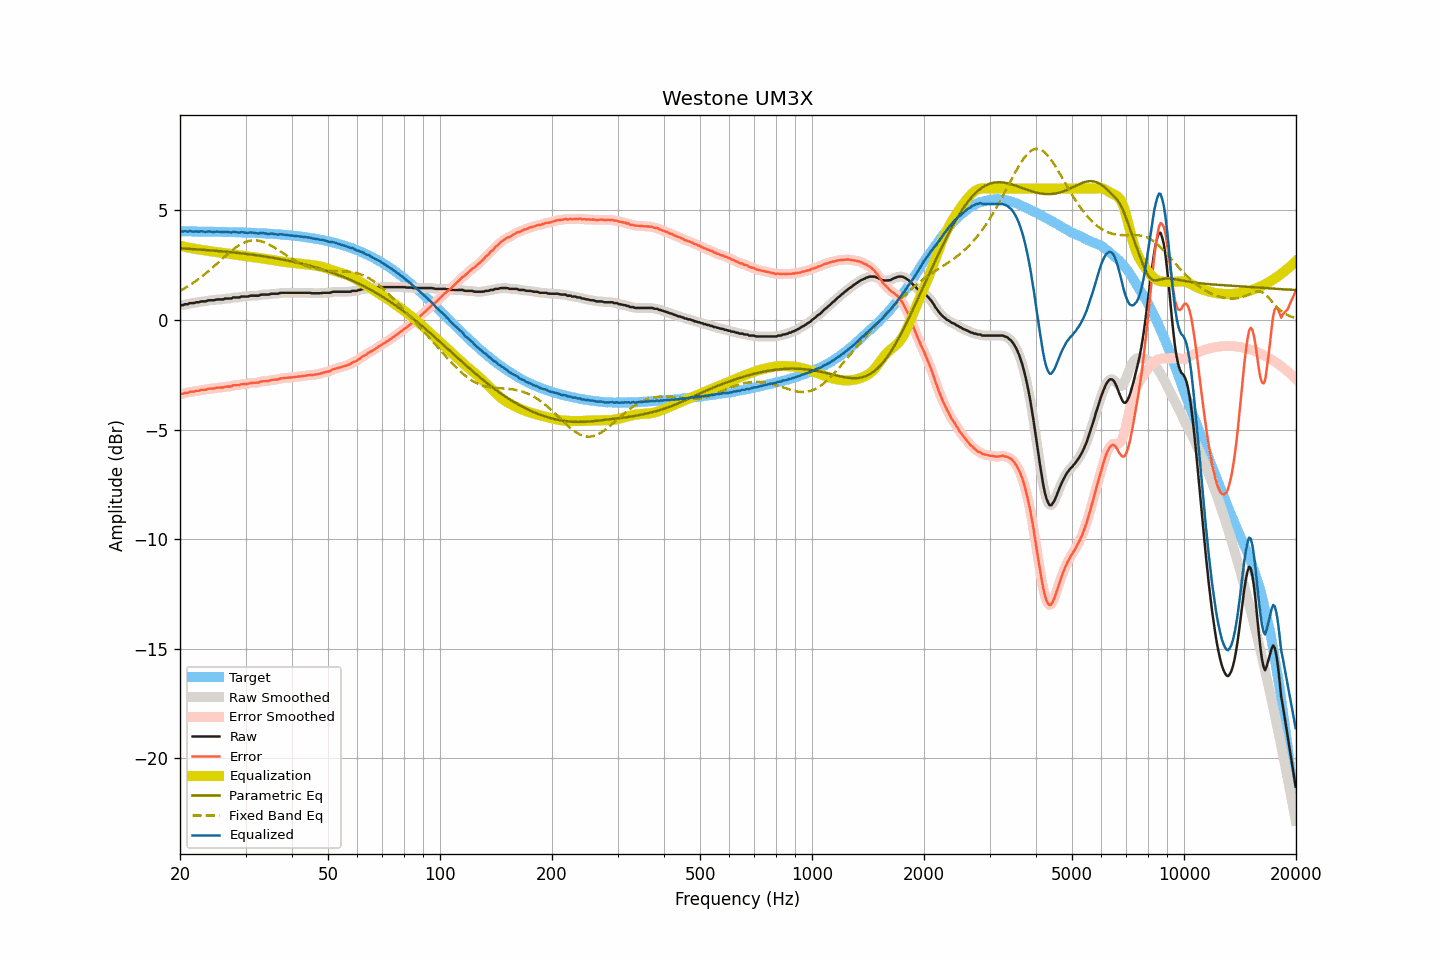 Westone UM3X
Amplitude (dBr)
5
0
−5
−10
−15
−20
Target
Raw Smoothed
Error Smoothed
Raw
Error
Equalization
Parametric Eq
Fixed Band Eq
Equalized
20 50 100 200 500 1000 2000 5000 10000 20000
Frequency (Hz)